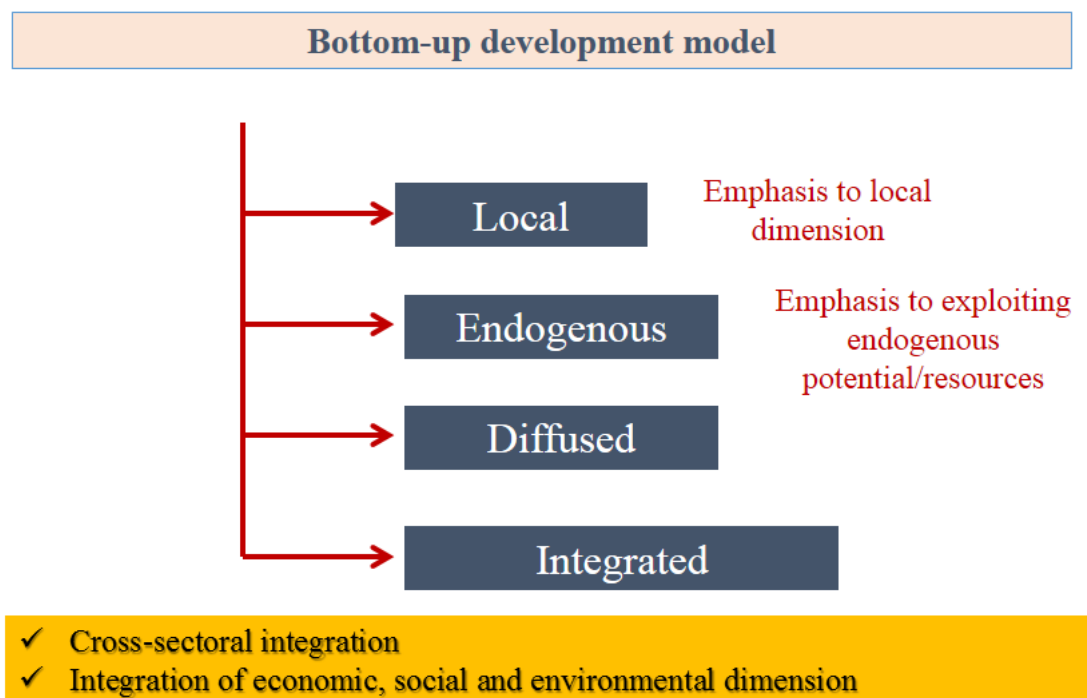 Bottom-up development model
Local
Emphasis to local
dimension
Endogenous
Emphasis to exploiting
endogenous
potential/resources
Diffused
Integrated
✓ Cross-sectoral integration
✓ Integration of economic, social and environmental dimension